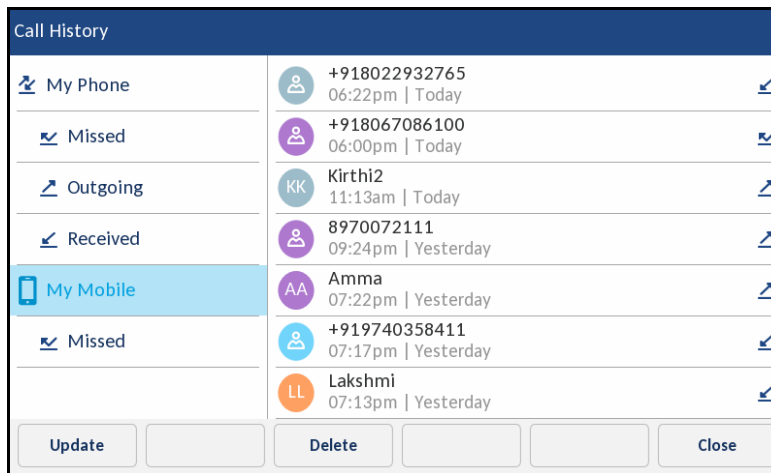 Call History
My Phone
Missed
Outgoing
Received
My Mobile
Missed
+918022932765
06:22pm | Today
+918067086100
06:00pm | Today
KK
Kirthi2
11:13am | Today
8970072111
09:24pm | Yesterday
AA
Amma
07:22pm | Yesterday
+919740358411
07:17pm | Yesterday
LL
Lakshmi
07:13pm | Yesterday
Update
Delete
Close